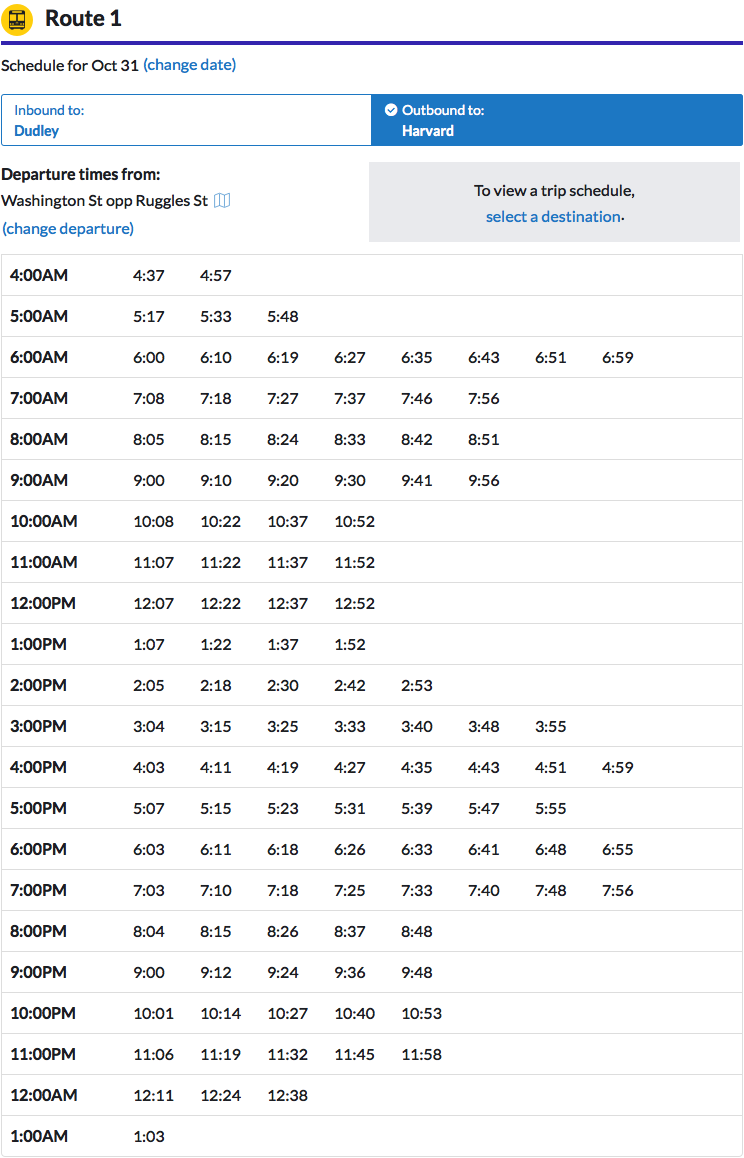 Route 1
Schedule for Oct 31 (change date)
Inbound to:
Dudley
Outbound to:
Harvard
Departure times from:
Washington St opp Ruggles St
(change departure)
To view a trip schedule,
select a destination.
4:00AM 4:37 4:57
5:00AM 5:17 5:33 5:48
6:00AM 6:00 6:10 6:19 6:27 6:35 6:43 6:51 6:59
7:00AM 7:08 7:18 7:27 7:37 7:46 7:56
8:00AM 8:05 8:15 8:24 8:33 8:42 8:51
9:00AM 9:00 9:10 9:20 9:30 9:41 9:56
10:00AM 10:08 10:22 10:37 10:52
11:00AM 11:07 11:22 11:37 11:52
12:00PM 12:07 12:22 12:37 12:52
1:00PM 1:07 1:22 1:37 1:52
2:00PM 2:05 2:18 2:30 2:42 2:53
3:00PM 3:04 3:15 3:25 3:33 3:40 3:48 3:55
4:00PM 4:03 4:11 4:19 4:27 4:35 4:43 4:51 4:59
5:00PM 5:07 5:15 5:23 5:31 5:39 5:47 5:55
6:00PM 6:03 6:11 6:18 6:26 6:33 6:41 6:48 6:55
7:00PM 7:03 7:10 7:18 7:25 7:33 7:40 7:48 7:56
8:00PM 8:04 8:15 8:26 8:37 8:48
9:00PM 9:00 9:12 9:24 9:36 9:48
10:00PM 10:01 10:14 10:27 10:40 10:53
11:00PM 11:06 11:19 11:32 11:45 11:58
12:00AM 12:11 12:24 12:38
1:00AM 1:03